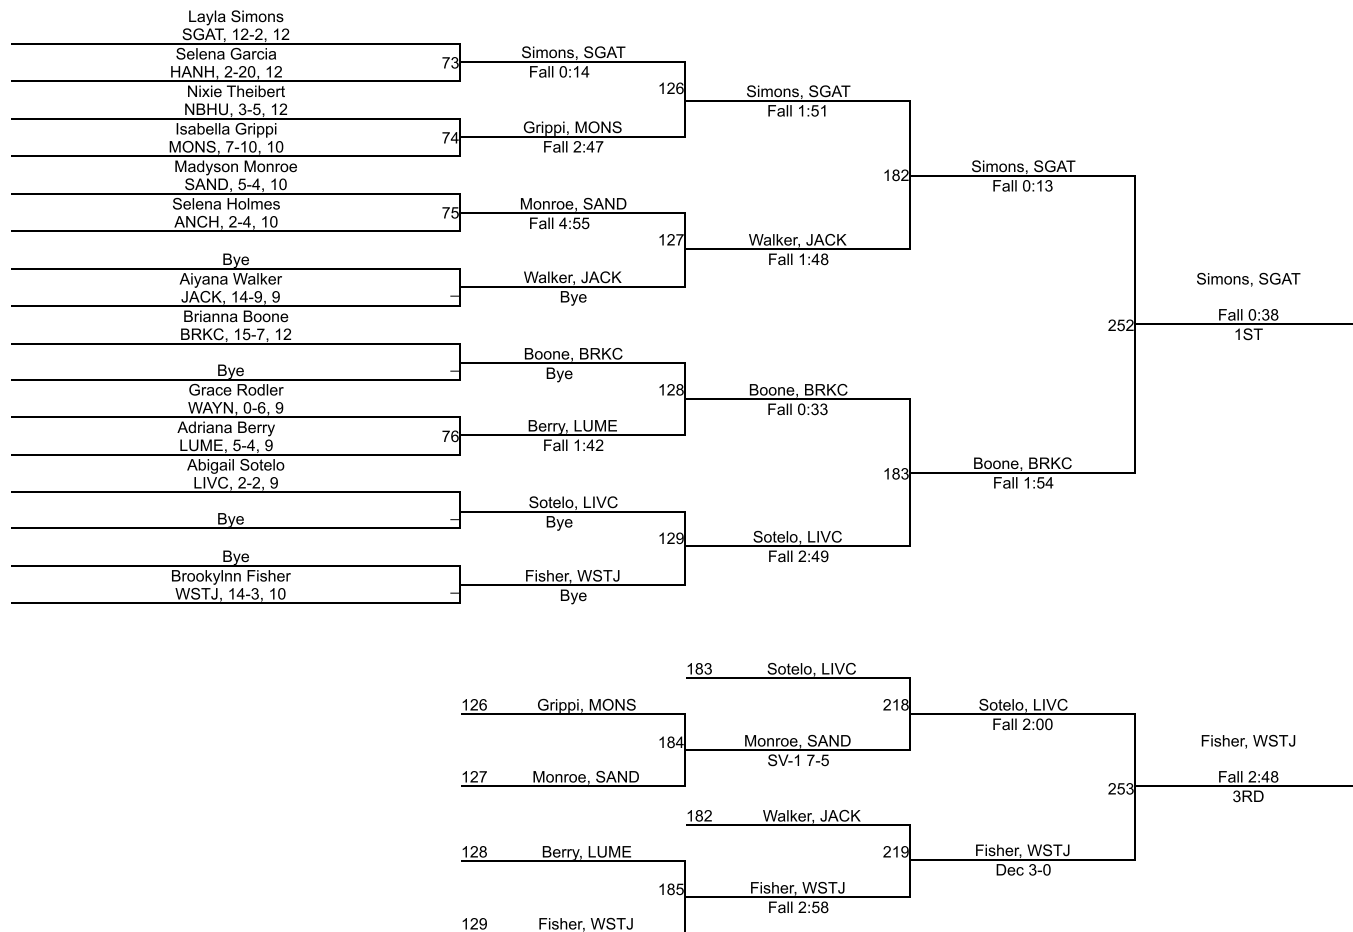 Layla Simons
SGAT, 12-2, 12
Selena Garcia
HANH, 2-20, 12
Nixie Theibert
NBHU, 3-5, 12
Isabella Grippi
MONS, 7-10, 10
Madyson Monroe
SAND, 5-4, 10
Selena Holmes
ANCH, 2-4, 10
Bye
Aiyana Walker
JACK, 14-9, 9
Brianna Boone
BRKC, 15-7, 12
Bye
Grace Rodler
WAYN, 0-6, 9
Adriana Berry
LUME, 5-4, 9
Abigail Sotelo
LIVC, 2-2, 9
Bye
Bye
Brookylnn Fisher
WSTJ, 14-3, 10
73
74
75
–
–
76
–
–
Simons, SGAT
Fall 0:14
Grippi, MONS
Fall 2:47
Monroe, SAND
Fall 4:55
Walker, JACK
Bye
Boone, BRKC
Bye
Berry, LUME
Fall 1:42
Sotelo, LIVC
Bye
Fisher, WSTJ
Bye
126
127
128
129
Simons, SGAT
Fall 1:51
Walker, JACK
Fall 1:48
Boone, BRKC
Fall 0:33
Sotelo, LIVC
Fall 2:49
182
183
Simons, SGAT
Fall 0:13
Boone, BRKC
Fall 1:54
252
Simons, SGAT
Fall 0:38
1ST
126 Grippi, MONS
127 Monroe, SAND
128 Berry, LUME
129 Fisher, WSTJ
184
185
183 Sotelo, LIVC
Monroe, SAND
SV-1 7-5
182 Walker, JACK
Fisher, WSTJ
Fall 2:58
218
219
Sotelo, LIVC
Fall 2:00
Fisher, WSTJ
Dec 3-0
253
Fisher, WSTJ
Fall 2:48
3RD